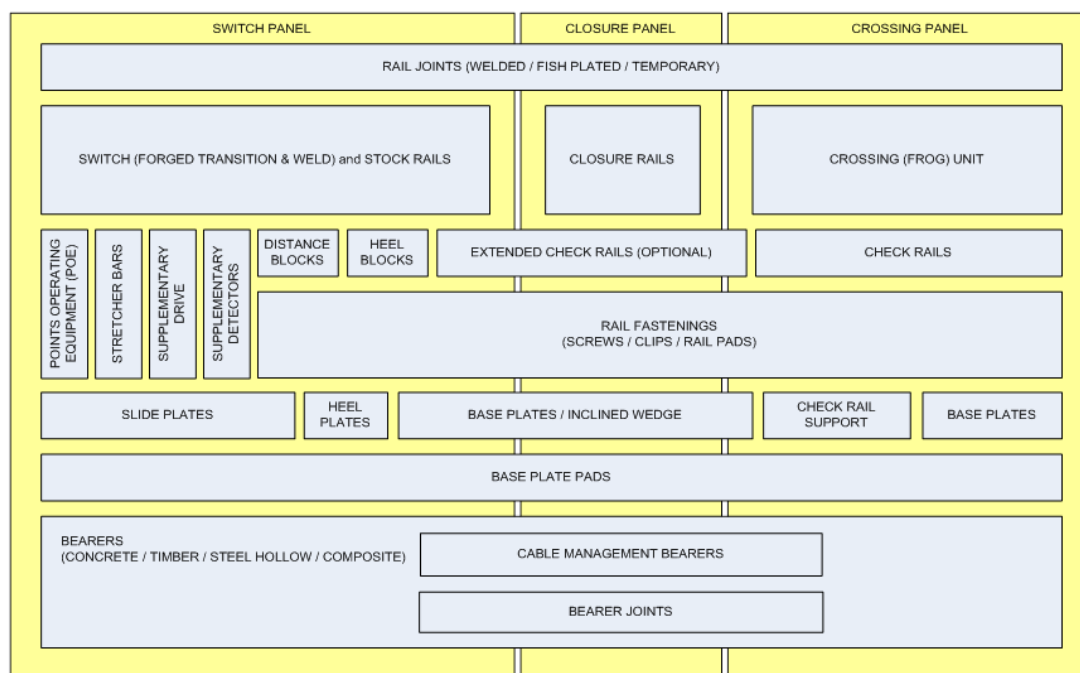 SWITCH PANEL
CLOSURE PANEL
CROSSING PANEL
RAIL JOINTS (WELDED / FISH PLATED / TEMPORARY)
SWITCH (FORGED TRANSITION & WELD) and STOCK RAILS
CLOSURE RAILS
CROSSING (FROG) UNIT
POINTS OPERATING
EQUIPMENT (POE)
STRETCHER BARS
SUPPLEMENTARY
DRIVE
SUPPLEMENTARY
DETECTORS
DISTANCE
BLOCKS
HEEL
BLOCKS
EXTENDED CHECK RAILS (OPTIONAL)
CHECK RAILS
RAIL FASTENINGS
(SCREWS / CLIPS / RAIL PADS)
SLIDE PLATES
HEEL
PLATES
BASE PLATES / INCLINED WEDGE
CHECK RAIL
SUPPORT
BASE PLATES
BASE PLATE PADS
BEARERS
(CONCRETE / TIMBER / STEEL HOLLOW / COMPOSITE)
CABLE MANAGEMENT BEARERS
BEARER JOINTS